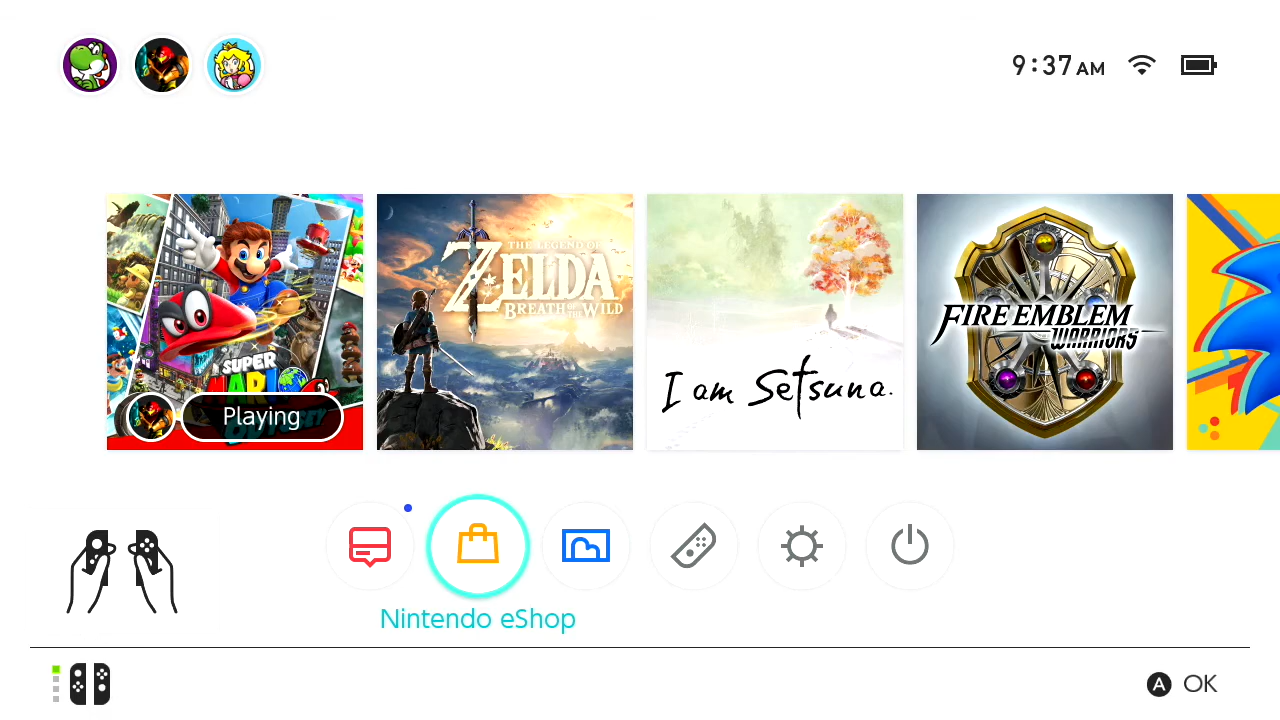 9:37 AM
THE LEGEND OF
ZELDA
BREATH OF THE WILD
I am Setsuna.
FIRE EMBLEM
WARRIORS
SUPER
MARIO
Playing
Nintendo eShop
A OK